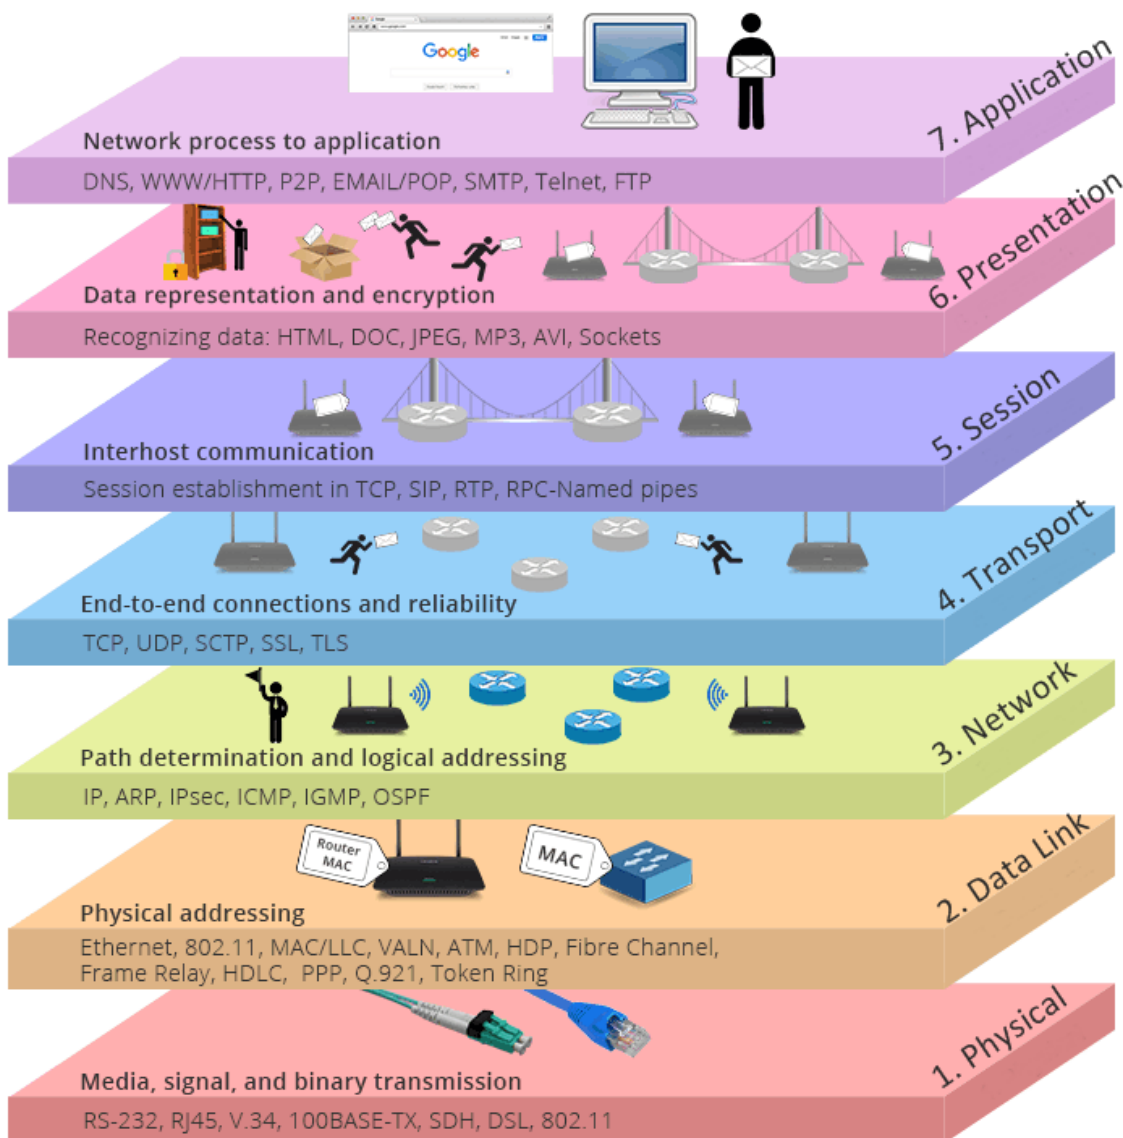 Google
7. Application
Network process to application
DNS, WWW/HTTP, P2P, EMAIL/POP, SMTP, Telnet, FTP
6. Presentation
Data representation and encryption
Recognizing data: HTML, DOC, JPEG, MP3, AVI, Sockets
5. Session
Interhost communication
Session establishment in TCP, SIP, RTP, RPC-Named pipes
4. Transport
End-to-end connections and reliability
TCP, UDP, SCTP, SSL, TLS
3. Network
Path determination and logical addressing
IP, ARP, IPsec, ICMP, IGMP, OSPF
2. Data Link
Router
MAC
MAC
Physical addressing
Ethernet, 802.11, MAC/LLC, VALN, ATM, HDP, Fibre Channel,
Frame Relay, HDLC, PPP, Q.921, Token Ring
1. Physical
Media, signal, and binary transmission
RS-232, RJ45, V.34, 100BASE-TX, SDH, DSL, 802.11